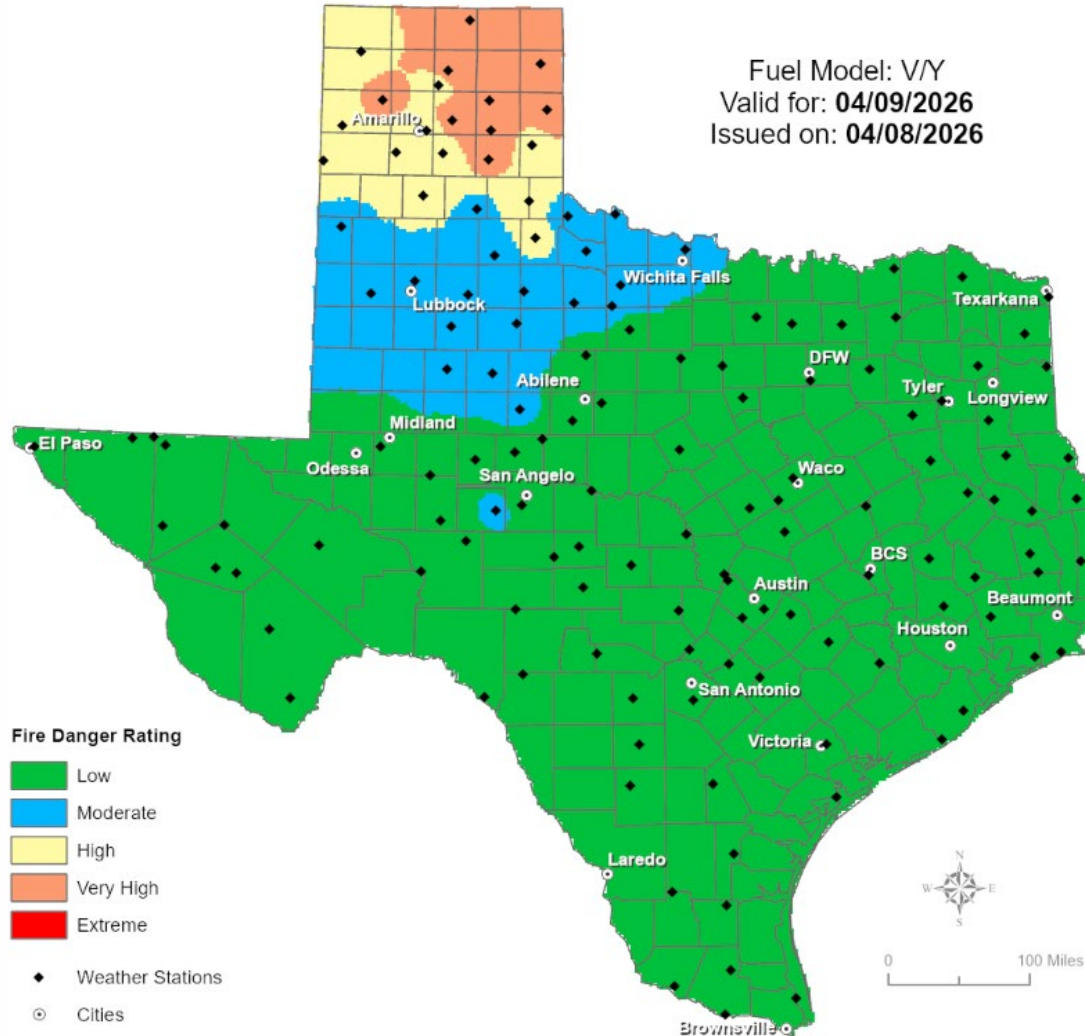 Fuel Model: V/Y
Valid for: 04/09/2026
Issued on: 04/08/2026
Amarillo
Wichita Falls
Lubbock
Texarkana
DFW
Abilene
Tyler
Longview
Midland
El Paso
Odessa
San Angelo
Waco
BCS
Austin
Beaumont
Houston
San Antonio
Victoria
Laredo
Brownsville
Fire Danger Rating
Low
Moderate
High
Very High
Extreme
Weather Stations
Cities
N
W E
S
0 100 Miles